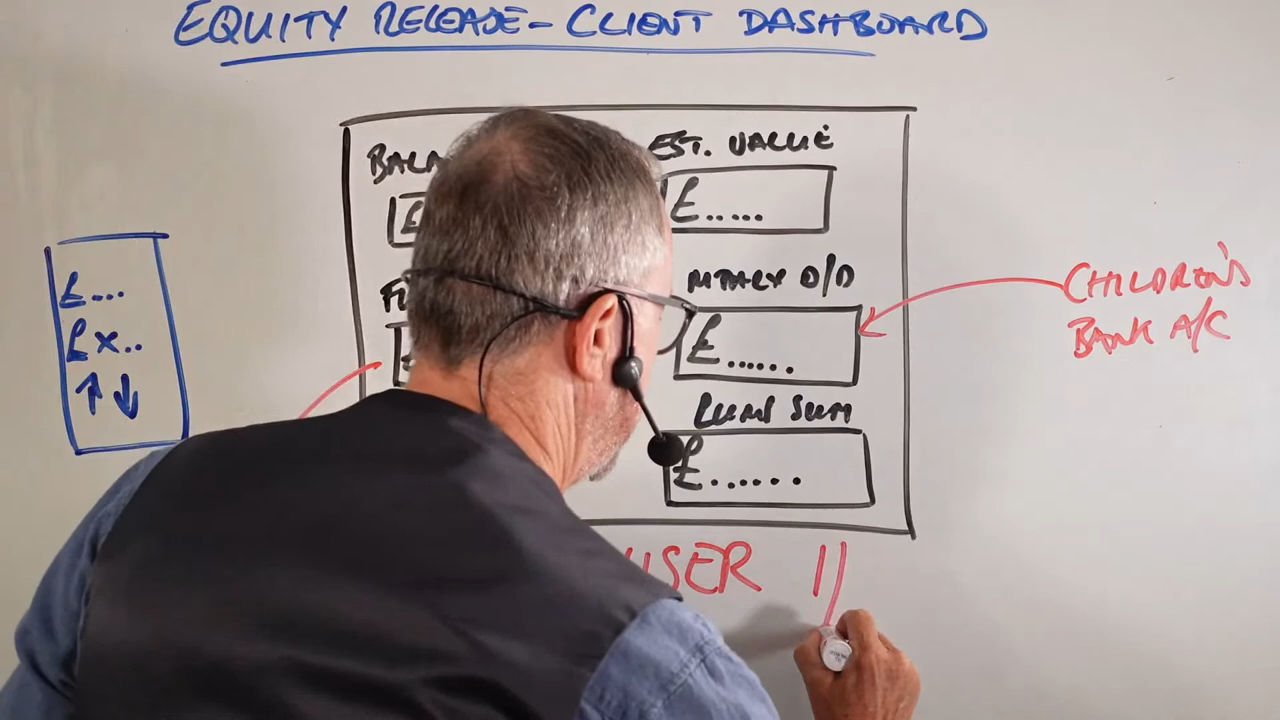 EQUITY RELEASE - CLIENT DASHBOARD
EST. VALUE
£.....
MTHLY D/D
£......
LUMP SUM
£......
£...
£x..
↑↓
CHILDREN'S
BANK A/C
USER